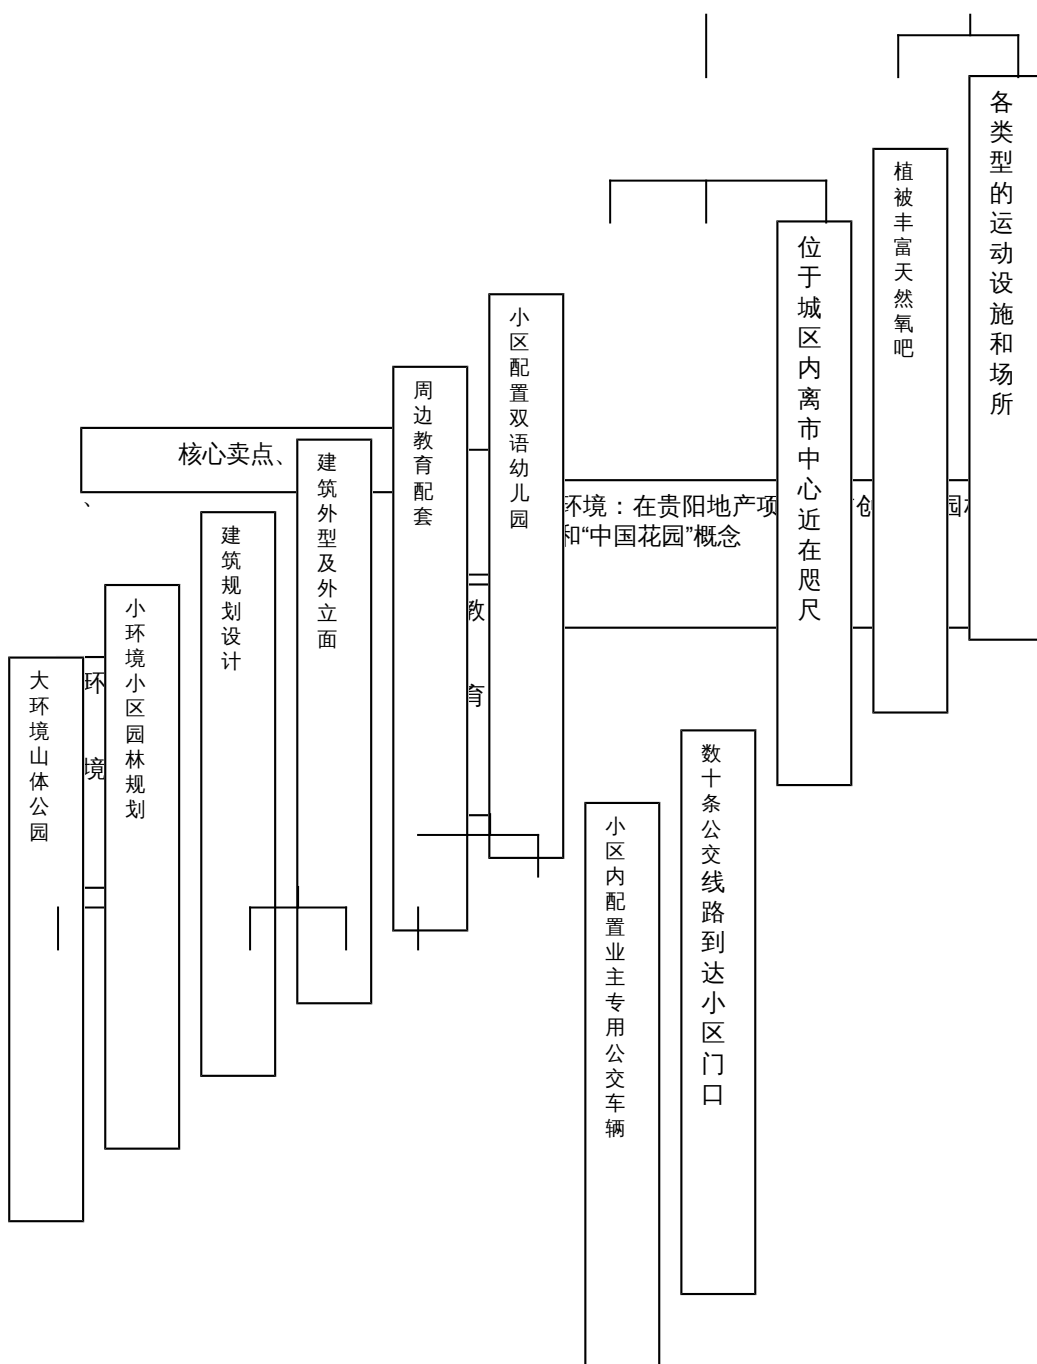 各类型的运动设施和场所
植被丰富天然氧吧
位于城区内离市中心近在咫尺
小区配置双语幼儿园
周边教育配套
核心卖点、
、
建筑外型及外立面
环境：在贵阳地产项
创
园
和“中国花园”概念
建筑规划设计
小环境小区园林规划
教
育
大环境山体公园
环
境
数十条公交线路到达小区门口
小区内配置业主专用公交车辆